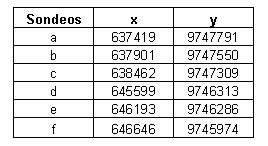 Sondeos x y
a 637419 9747791
b 637901 9747550
c 638462 9747309
d 645599 9746313
e 646193 9746286
f 646646 9745974